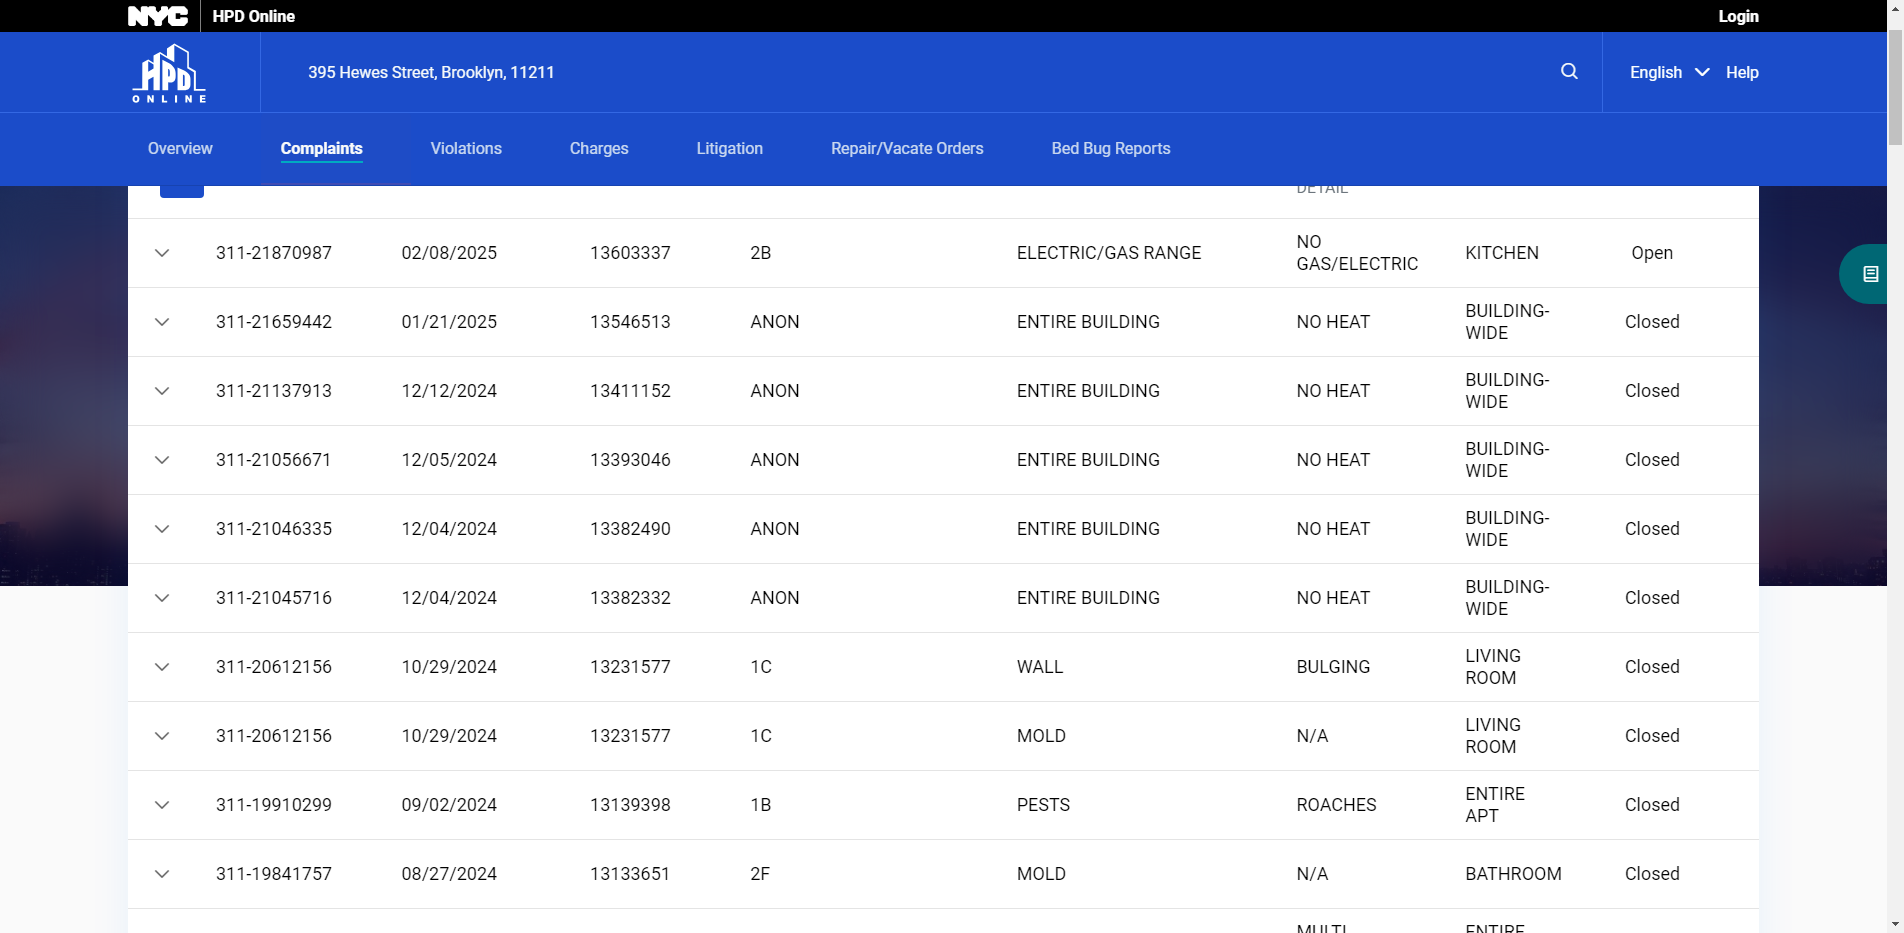 NYC HPD Online Login
HPD
ONLINE
395 Hewes Street, Brooklyn, 11211 English Help
Overview Complaints Violations Charges Litigation Repair/Vacate Orders Bed Bug Reports
DETAIL
311-21870987 02/08/2025 13603337 2B ELECTRIC/GAS RANGE NO GAS/ELECTRIC KITCHEN Open
311-21659442 01/21/2025 13546513 ANON ENTIRE BUILDING NO HEAT BUILDING-WIDE Closed
311-21137913 12/12/2024 13411152 ANON ENTIRE BUILDING NO HEAT BUILDING-WIDE Closed
311-21056671 12/05/2024 13393046 ANON ENTIRE BUILDING NO HEAT BUILDING-WIDE Closed
311-21046335 12/04/2024 13382490 ANON ENTIRE BUILDING NO HEAT BUILDING-WIDE Closed
311-21045716 12/04/2024 13382332 ANON ENTIRE BUILDING NO HEAT BUILDING-WIDE Closed
311-20612156 10/29/2024 13231577 1C WALL BULGING LIVING ROOM Closed
311-20612156 10/29/2024 13231577 1C MOLD N/A LIVING ROOM Closed
311-19910299 09/02/2024 13139398 1B PESTS ROACHES ENTIRE APT Closed
311-19841757 08/27/2024 13133651 2F MOLD N/A BATHROOM Closed
MULTI ENTIRE